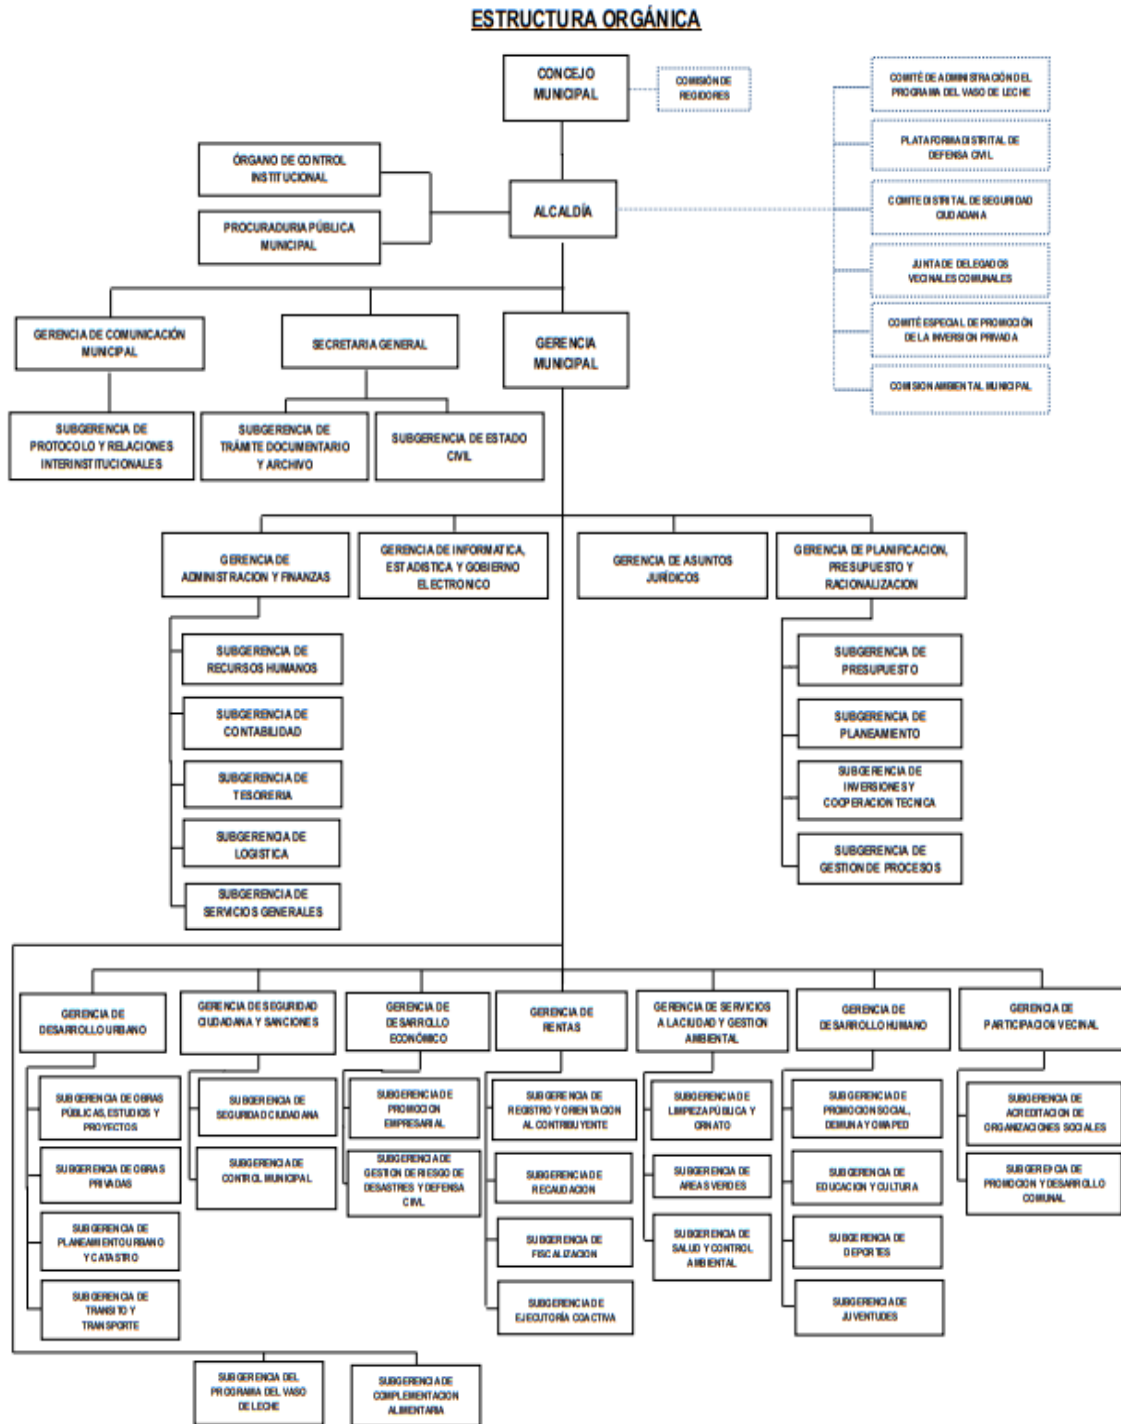 ESTRUCTURA ORGÁNICA
CONCEJO
MUNICIPAL
COMISIÓN DE
REGIDORES
COMITÉ DE ADMINISTRACIÓN DEL
PROGRAMA DEL VASO DE LECHE
PLATAFORMA DISTRITAL DE
DEFENSA CIVIL
COMITE DISTRITAL DE SEGURIDAD
CIUDADANA
JUNTA DE DELEGADOS
VECINALES COMUNALES
COMITÉ ESPECIAL DE PROMOCIÓN
DE LA INVERSION PRIVADA
COMISION AMBIENTAL MUNICIPAL
ÓRGANO DE CONTROL
INSTITUCIONAL
PROCURADURIA PÚBLICA
MUNICIPAL
ALCALDÍA
GERENCIA DE COMUNICACIÓN
MUNICIPAL
SECRETARIA GENERAL
GERENCIA
MUNICIPAL
SUBGERENCIA DE
PROTOCOLO Y RELACIONES
INTERINSTITUCIONALES
SUBGERENCIA DE
TRÁMITE DOCUMENTARIO
Y ARCHIVO
SUBGERENCIA DE ESTADO
CIVIL
GERENCIA DE
ADMINISTRACION Y FINANZAS
GERENCIA DE INFORMATICA,
ESTADISTICA Y GOBIERNO
ELECTRONICO
GERENCIA DE ASUNTOS
JURÍDICOS
GERENCIA DE PLANIFICACION,
PRESUPUESTO Y
RACIONALIZACION
SUBGERENCIA DE
RECURSOS HUMANOS
SUBGERENCIA DE
CONTABILIDAD
SUBGERENCIA DE
TESORERIA
SUBGERENCIA DE
LOGISTICA
SUBGERENCIA DE
SERVICIOS GENERALES
SUBGERENCIA DE
PRESUPUESTO
SUBGERENCIA DE
PLANEAMIENTO
SUBGERENCIA DE
INVERSIONES Y
COOPERACION TECNICA
SUBGERENCIA DE
GESTION DE PROCESOS
GERENCIA DE
DESARROLLO URBANO
GERENCIA DE SEGURIDAD
CIUDADANA Y SANCIONES
GERENCIA DE
DESARROLLO
ECONÓMICO
GERENCIA DE
RENTAS
GERENCIA DE SERVICIOS
A LA CIUDAD Y GESTION
AMBIENTAL
GERENCIA DE
DESARROLLO HUMANO
GERENCIA DE
PARTICIPACION VECINAL
SUBGERENCIA DE OBRAS
PÚBLICAS, ESTUDIOS Y
PROYECTOS
SUBGERENCIA DE OBRAS
PRIVADAS
SUBGERENCIA DE
PLANEAMIENTO URBANO
Y CATASTRO
SUBGERENCIA DE
TRANSITO Y
TRANSPORTE
SUBGERENCIA DE
SEGURIDAD CIUDADANA
SUBGERENCIA DE
CONTROL MUNICIPAL
SUBGERENCIA DE
PROMOCION
EMPRESARIAL
SUBGERENCIA DE
GESTION DE RIESGO DE
DESASTRES Y DEFENSA
CIVIL
SUBGERENCIA DE
REGISTRO Y ORIENTACION
AL CONTRIBUYENTE
SUBGERENCIA DE
RECAUDACION
SUBGERENCIA DE
FISCALIZACION
SUBGERENCIA DE
EJECUTORÍA COACTIVA
SUBGERENCIA DE
LIMPIEZA PÚBLICA Y
ORNATO
SUBGERENCIA DE
AREAS VERDES
SUBGERENCIA DE
SALUD Y CONTROL
AMBIENTAL
SUBGERENCIA DE
PROMOCION SOCIAL,
DEMUNA Y OMAPED
SUBGERENCIA DE
EDUCACION Y CULTURA
SUBGERENCIA DE
DEPORTES
SUBGERENCIA DE
JUVENTUDES
SUBGERENCIA DE
ACREDITACION DE
ORGANIZACIONES SOCIALES
SUBGERENCIA DE
PROMOCION Y DESARROLLO
COMUNAL
SUBGERENCIA DEL
PROGRAMA DEL VASO
DE LECHE
SUBGERENCIA DE
COMPLEMENTACION
ALIMENTARIA